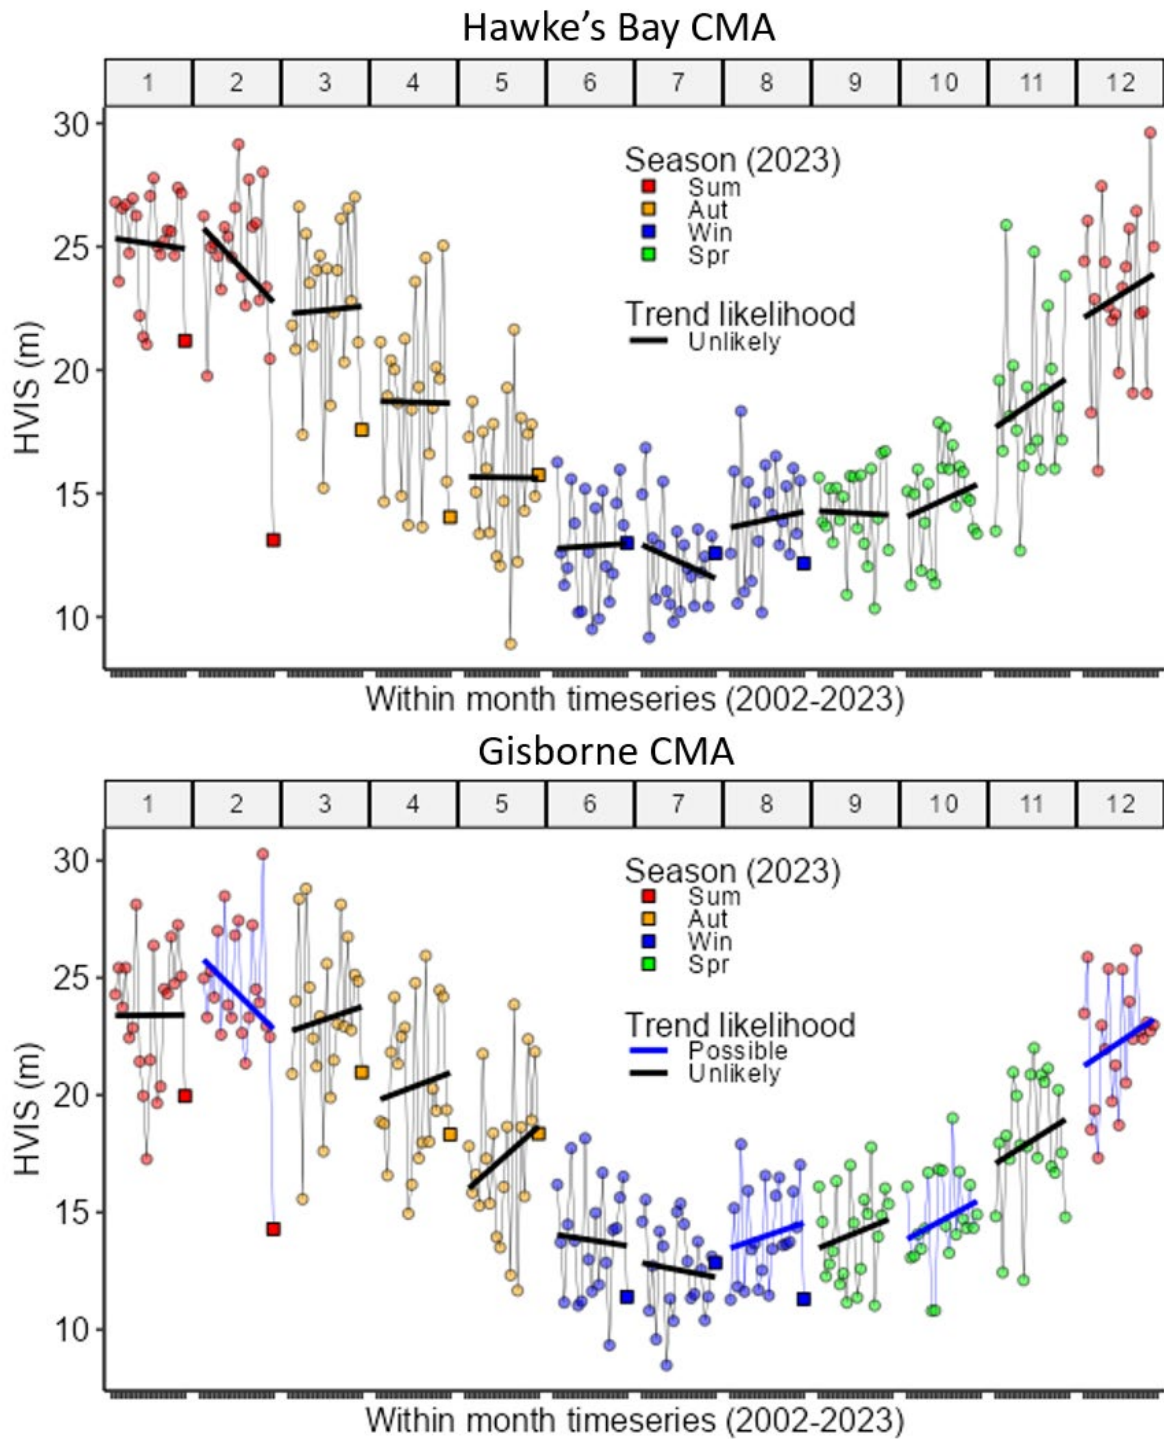 Hawke’s Bay CMA
1 2 3 4 5 6 7 8 9 10 11 12
HVIS (m)
30
25
20
15
10
Season (2023)
Sum
Aut
Win
Spr
Trend likelihood
Unlikely
Within month timeseries (2002-2023)
Gisborne CMA
1 2 3 4 5 6 7 8 9 10 11 12
HVIS (m)
30
25
20
15
10
Season (2023)
Sum
Aut
Win
Spr
Trend likelihood
Possible
Unlikely
Within month timeseries (2002-2023)